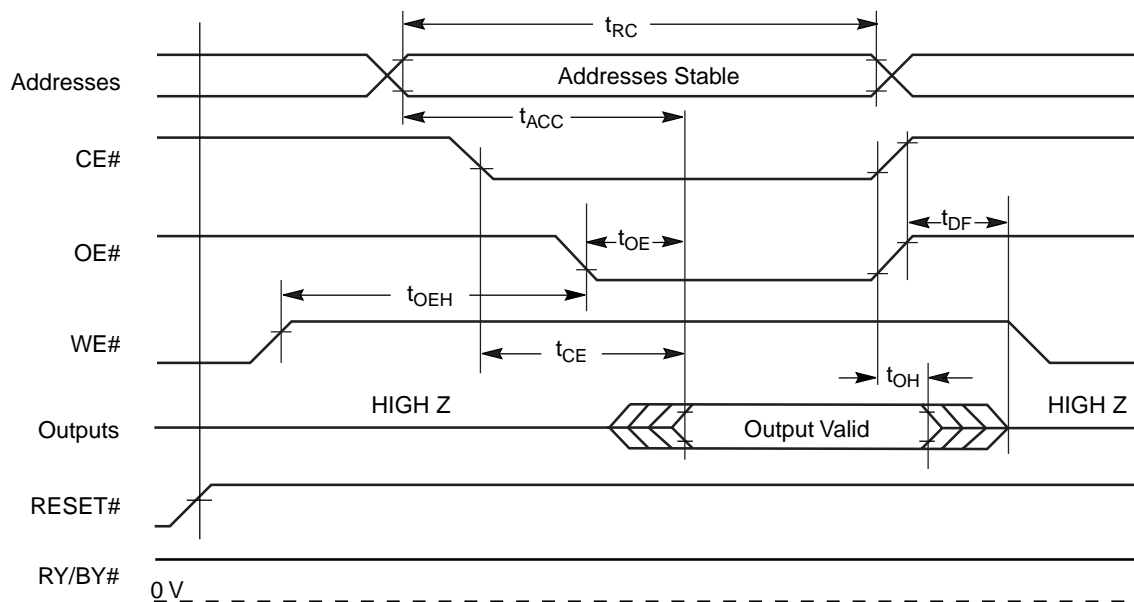 tRC
Addresses
Addresses Stable
tACC
CE#
tDF
OE#
tOE
tOEH
WE#
tCE
tOH
HIGH Z
HIGH Z
Outputs
Output Valid
RESET#
RY/BY#
0 V